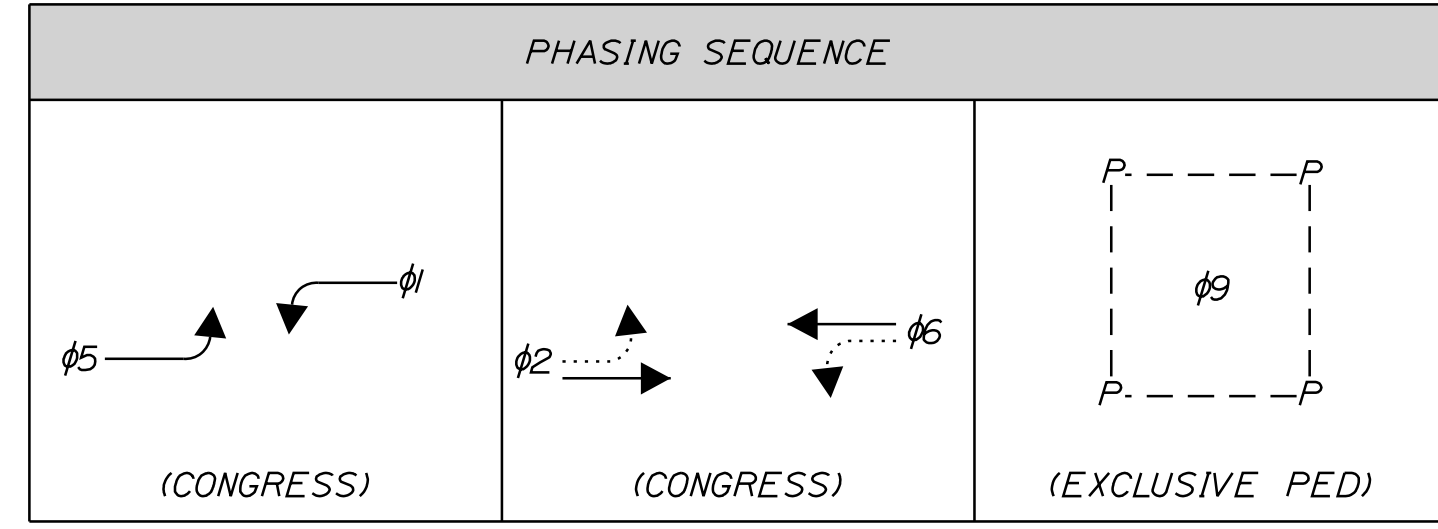 PHASING SEQUENCE
φ5
φ1
(CONGRESS)
φ2
φ6
(CONGRESS)
P P
φ9
P P
(EXCLUSIVE PED)